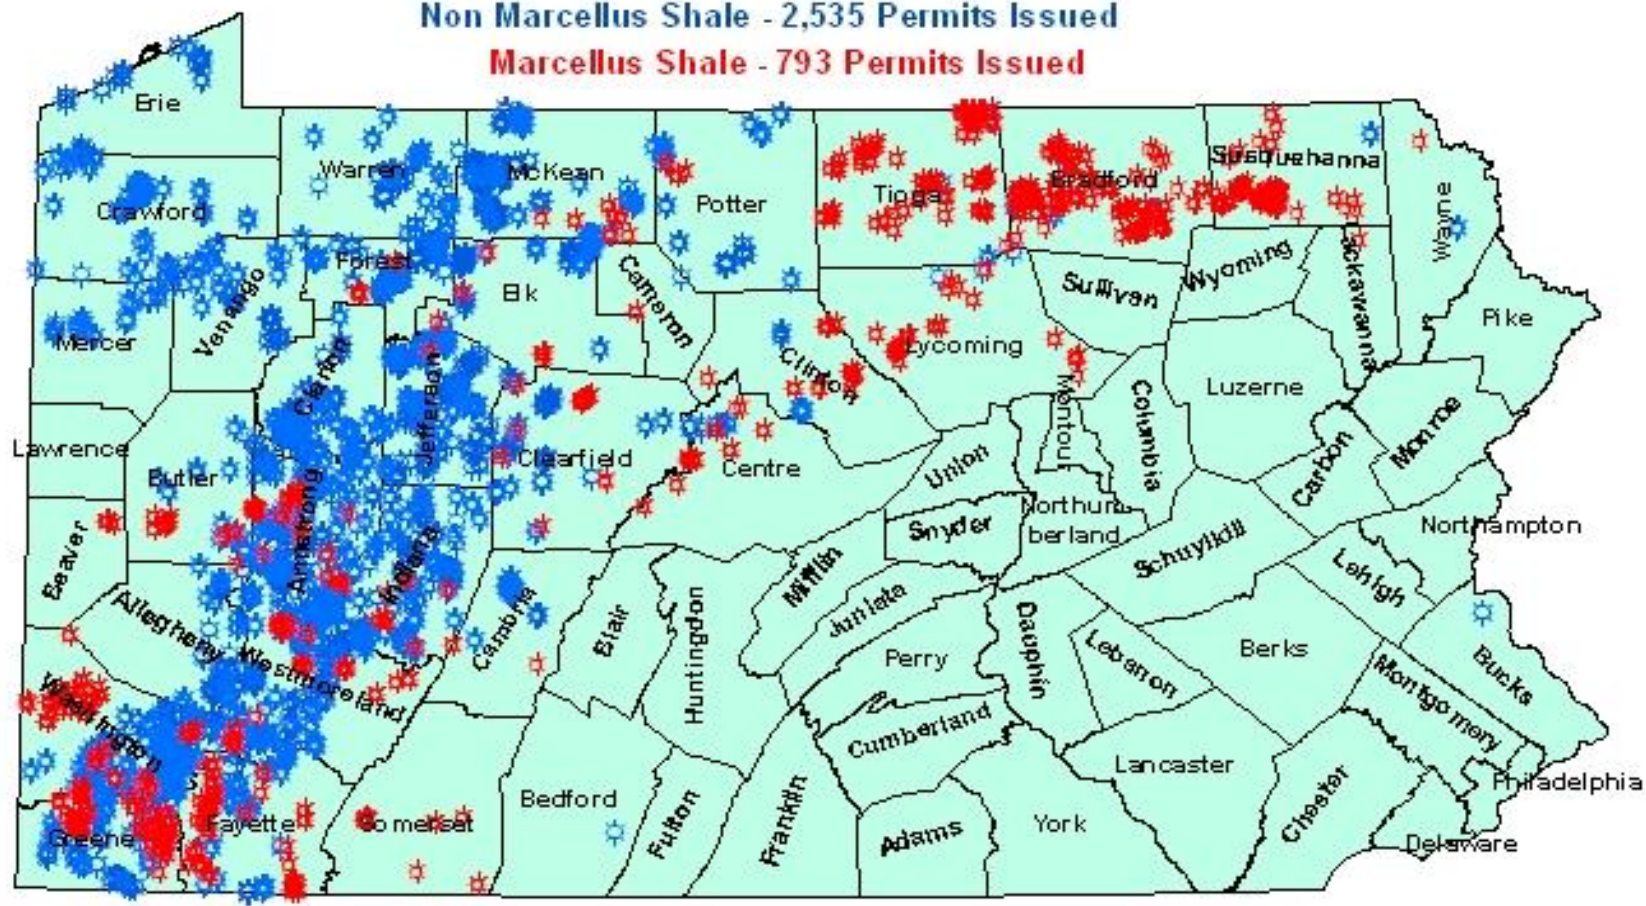 Non Marcellus Shale - 2,535 Permits Issued
Marcellus Shale - 793 Permits Issued
Erie
Warren
McKean
Susquehanna
Crawford
Potter
Tioga
Bradford
Wayne
Forest
Elk
Cameron
Sullivan
Wyoming
Mercer
Venango
Clarion
Jefferson
Clinton
Lycoming
Pike
Luzerne
Lawrence
Butler
Clearfield
Centre
Union
Montour
Columbia
Carbon
Monroe
Armstrong
Indiana
Snyder
Northum
berland
Schuylkill
Northampton
Beaver
Allegheny
Westmoreland
Cambria
Blair
Huntingdon
Mifflin
Juniata
Perry
Dauphin
Lebanon
Berks
Lehigh
Bucks
Montgomery
Washington
Cumberland
Lancaster
Philadelphia
Greene
Fayette
Somerset
Bedford
Fulton
Franklin
Adams
York
Chester
Delaware